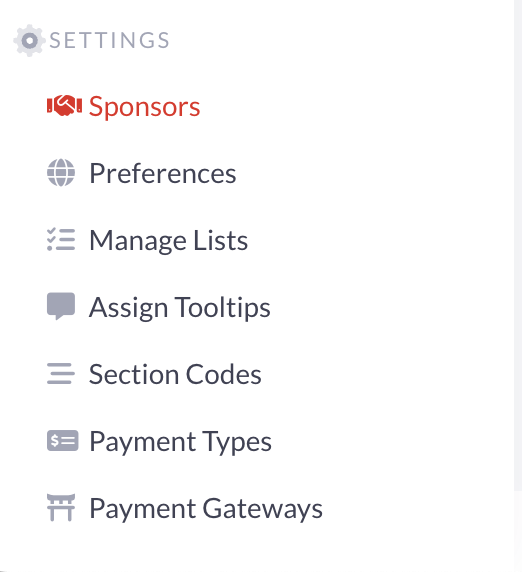 SETTINGS
Sponsors
Preferences
Manage Lists
Assign Tooltips
Section Codes
Payment Types
Payment Gateways